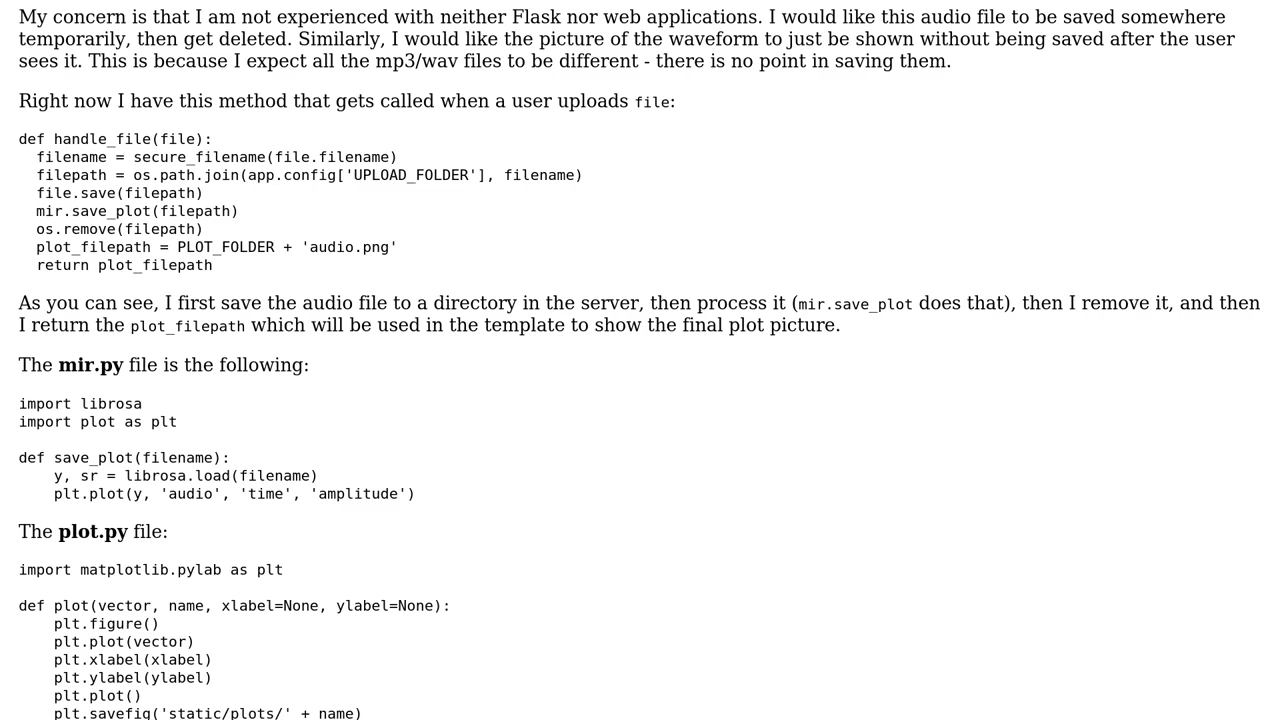 My concern is that I am not experienced with neither Flask nor web applications. I would like this audio file to be saved somewhere
temporarily, then get deleted. Similarly, I would like the picture of the waveform to just be shown without being saved after the user
sees it. This is because I expect all the mp3/wav files to be different - there is no point in saving them.
Right now I have this method that gets called when a user uploads file:
def handle_file(file):
  filename = secure_filename(file.filename)
  filepath = os.path.join(app.config['UPLOAD_FOLDER'], filename)
  file.save(filepath)
  mir.save_plot(filepath)
  os.remove(filepath)
  plot_filepath = PLOT_FOLDER + 'audio.png'
  return plot_filepath
As you can see, I first save the audio file to a directory in the server, then process it (mir.save_plot does that), then I remove it, and then
I return the plot_filepath which will be used in the template to show the final plot picture.
The mir.py file is the following:
import librosa
import plot as plt
def save_plot(filename):
    y, sr = librosa.load(filename)
    plt.plot(y, 'audio', 'time', 'amplitude')
The plot.py file:
import matplotlib.pylab as plt
def plot(vector, name, xlabel=None, ylabel=None):
    plt.figure()
    plt.plot(vector)
    plt.xlabel(xlabel)
    plt.ylabel(ylabel)
    plt.plot()
    plt.savefig('static/plots/' + name)